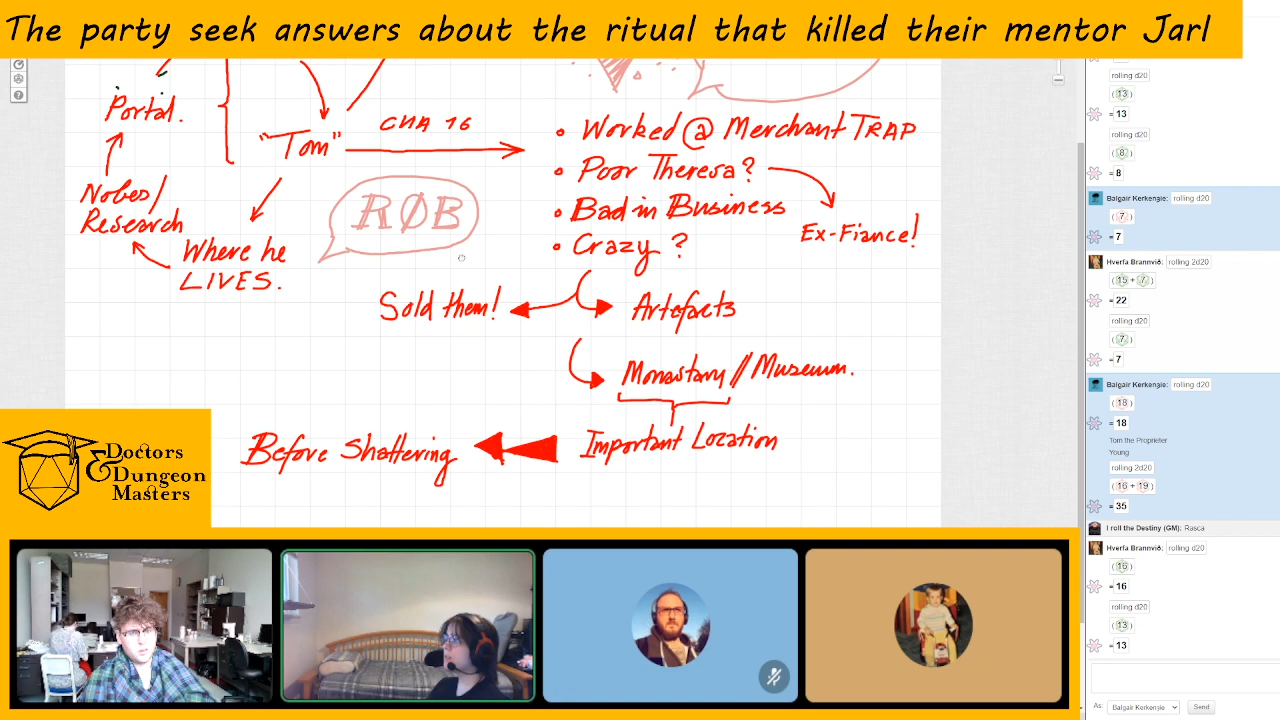 The party seek answers about the ritual that killed their mentor Jarl
Portal.
"Tom"
CHA 16
Nobes/
Research
Where he
LIVES.
RØB
• Worked @ Merchant TRAP
• Poor Theresa?
• Bad in Business
• Crazy ?
Ex-Fiance!
Sold them!
Artefacts
Monastary // Museum.
Important Location
Before Shattering
Doctors
&
Dungeon
Masters
rolling d20
(13)
= 13
rolling d20
(8)
= 8
Balgair Kerkenşie: rolling d20
(7)
= 7
Hverfa Brannvið: rolling 2d20
(15 + 7)
= 22
rolling d20
(7)
= 7
Balgair Kerkenşie: rolling d20
(18)
= 18
Tom the Proprieter
Young
rolling 2d20
(16 + 19)
= 35
I roll the Destiny (GM): Rasca
Hverfa Brannvið: rolling d20
(16)
= 16
rolling d20
(13)
= 13
As: Balgair Kerkenşie
Send